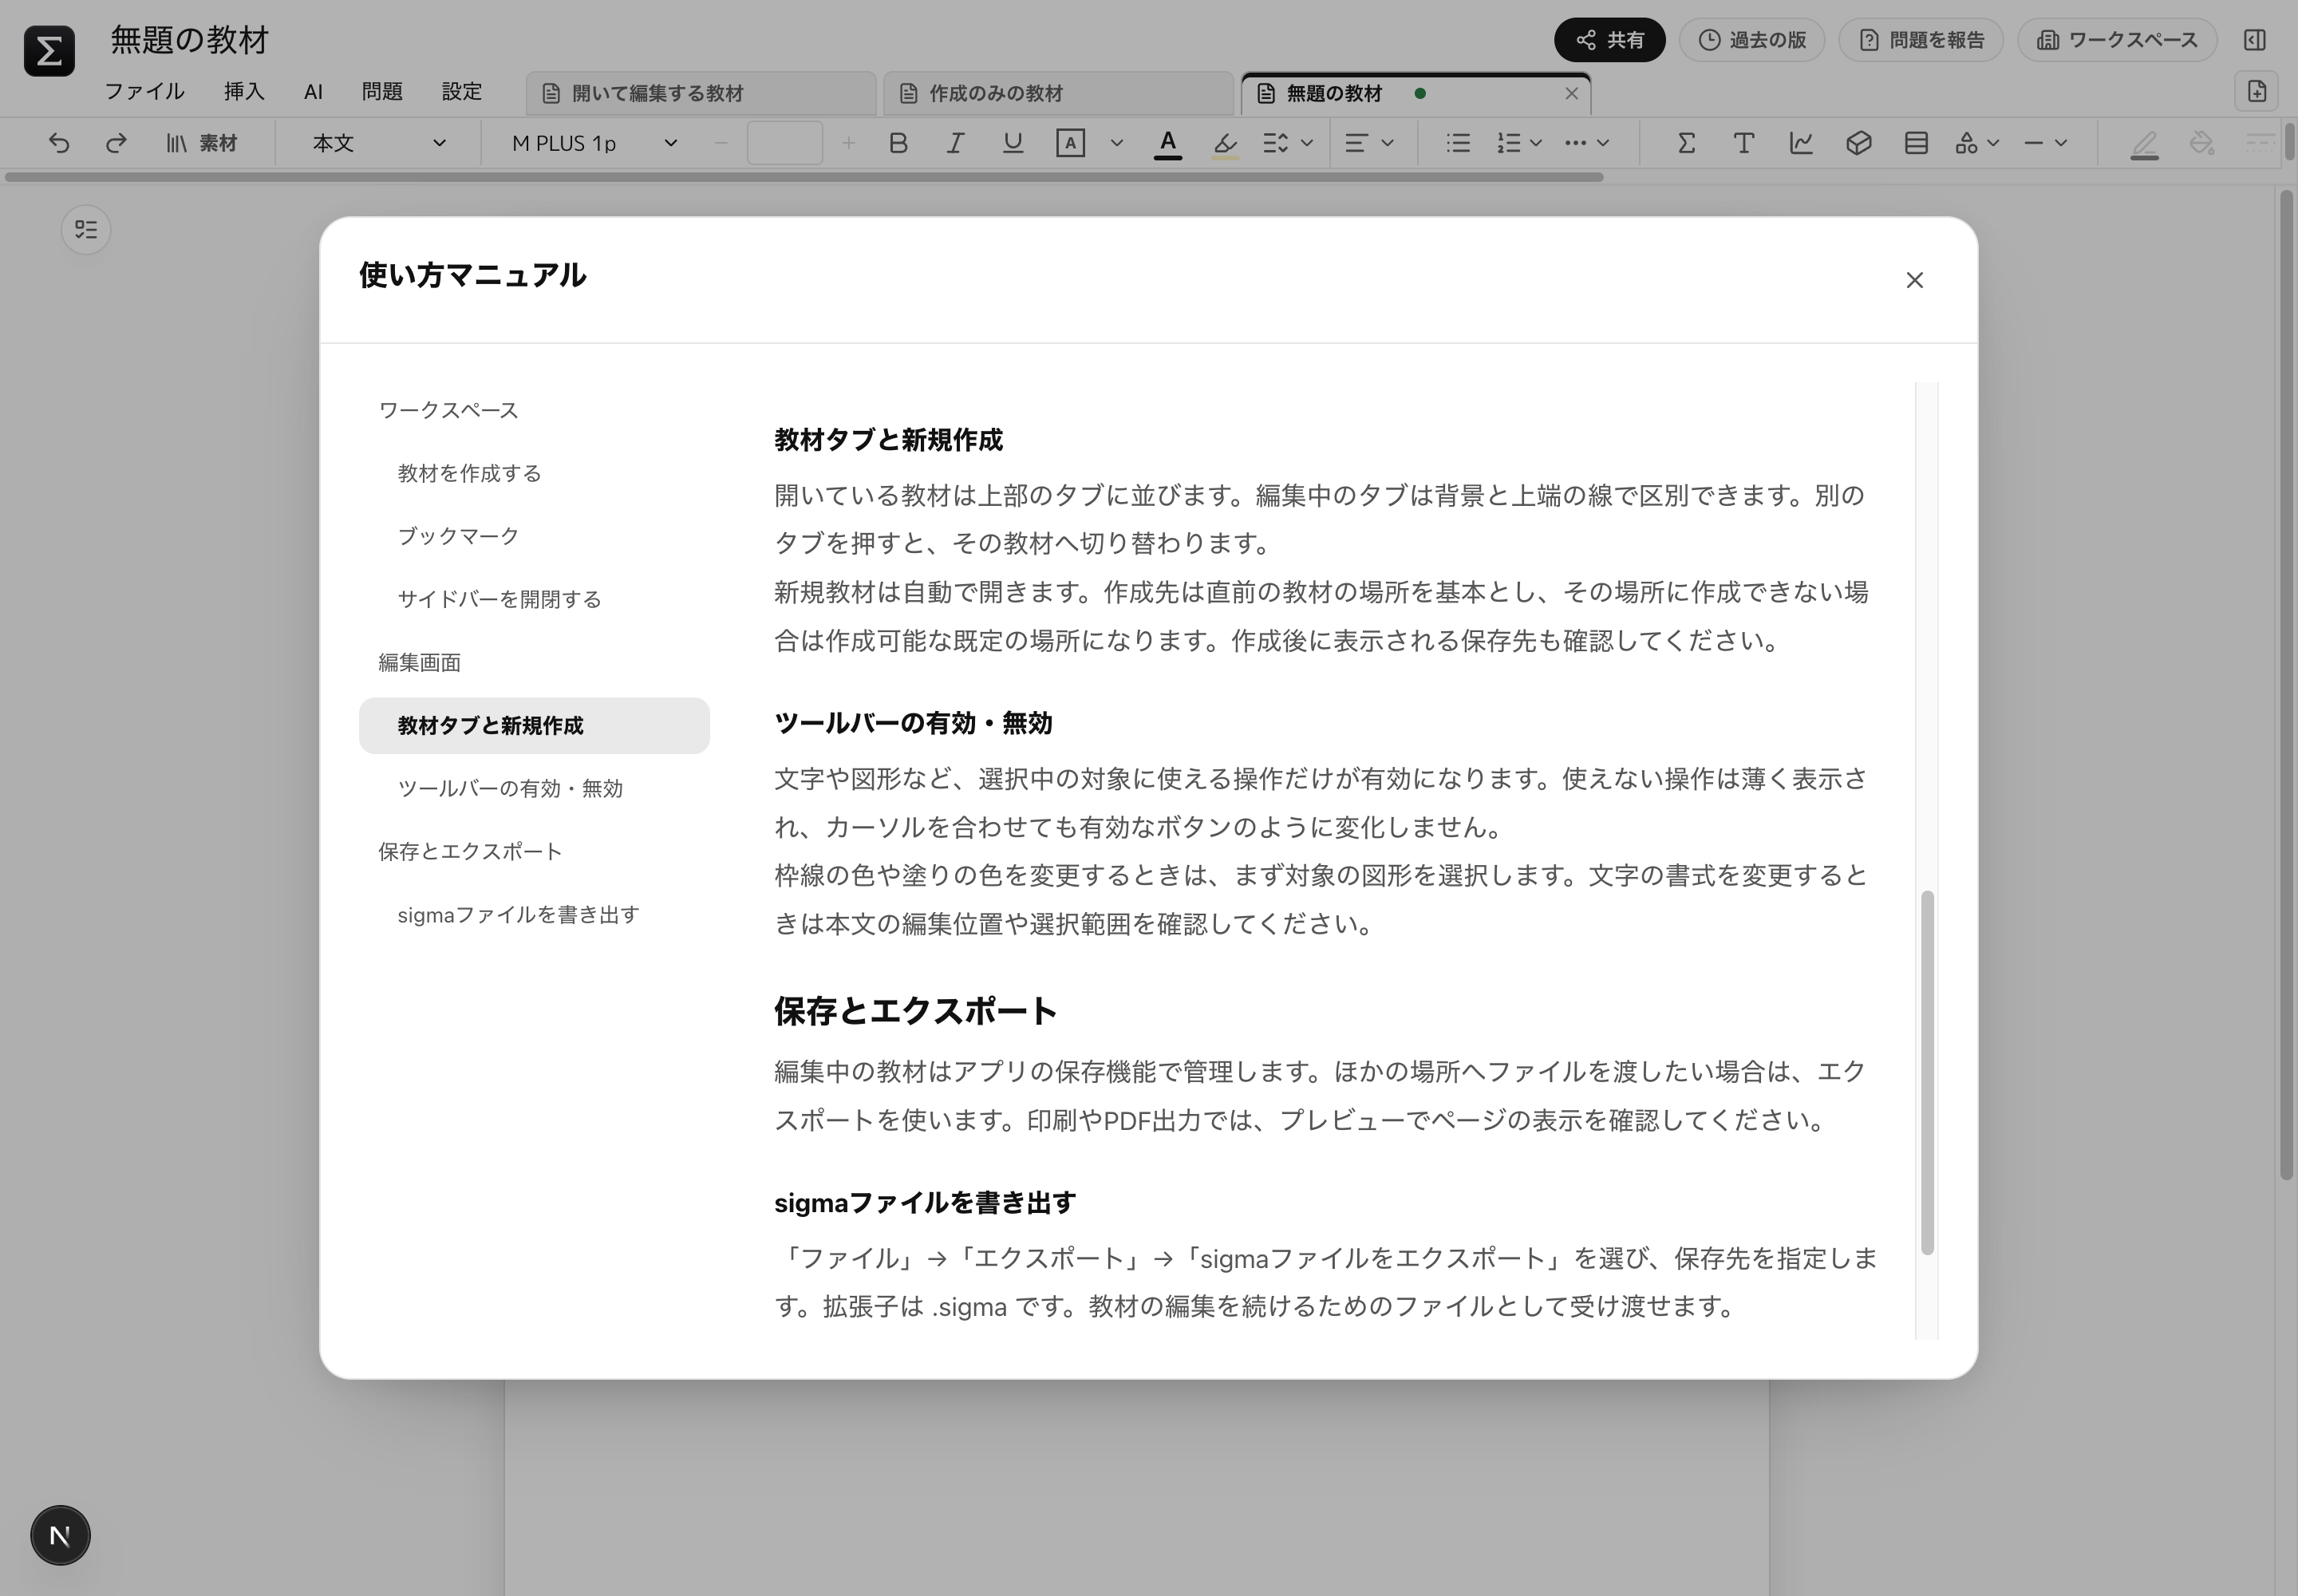 Σ
無題の教材
共有
過去の版
問題を報告
ワークスペース
ファイル 挿入 AI 問題 設定
開いて編集する教材
作成のみの教材
無題の教材
素材
本文
M PLUS 1p
使い方マニュアル
ワークスペース
教材を作成する
ブックマーク
サイドバーを開閉する
編集画面
教材タブと新規作成
ツールバーの有効・無効
保存とエクスポート
sigmaファイルを書き出す
教材タブと新規作成
開いている教材は上部のタブに並びます。編集中のタブは背景と上端の線で区別できます。別の
タブを押すと、その教材へ切り替わります。
新規教材は自動で開きます。作成先は直前の教材の場所を基本とし、その場所に作成できない場
合は作成可能な既定の場所になります。作成後に表示される保存先も確認してください。
ツールバーの有効・無効
文字や図形など、選択中の対象に使える操作だけが有効になります。使えない操作は薄く表示さ
れ、カーソルを合わせても有効なボタンのように変化しません。
枠線の色や塗りの色を変更するときは、まず対象の図形を選択します。文字の書式を変更すると
きは本文の編集位置や選択範囲を確認してください。
保存とエクスポート
編集中の教材はアプリの保存機能で管理します。ほかの場所へファイルを渡したい場合は、エク
スポートを使います。印刷やPDF出力では、プレビューでページの表示を確認してください。
sigmaファイルを書き出す
「ファイル」→「エクスポート」→「sigmaファイルをエクスポート」を選び、保存先を指定しま
す。拡張子は .sigma です。教材の編集を続けるためのファイルとして受け渡せます。
N